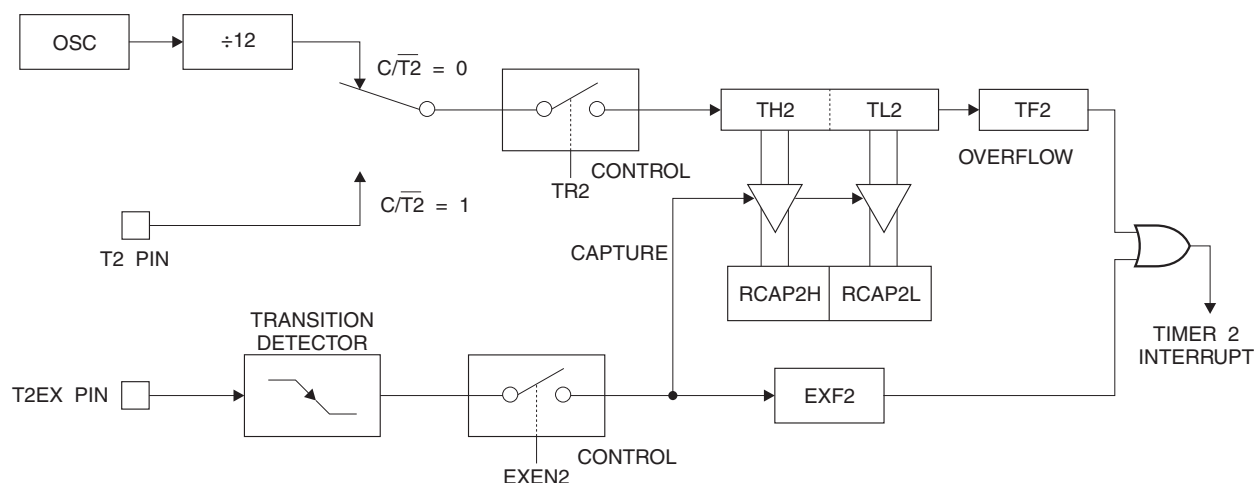 OSC
÷12
C/T2̅ = 0
TH2
TL2
TF2
OVERFLOW
CONTROL
TR2
C/T2̅ = 1
T2 PIN
CAPTURE
RCAP2H
RCAP2L
TIMER 2
INTERRUPT
TRANSITION
DETECTOR
T2EX PIN
EXF2
CONTROL
EXEN2